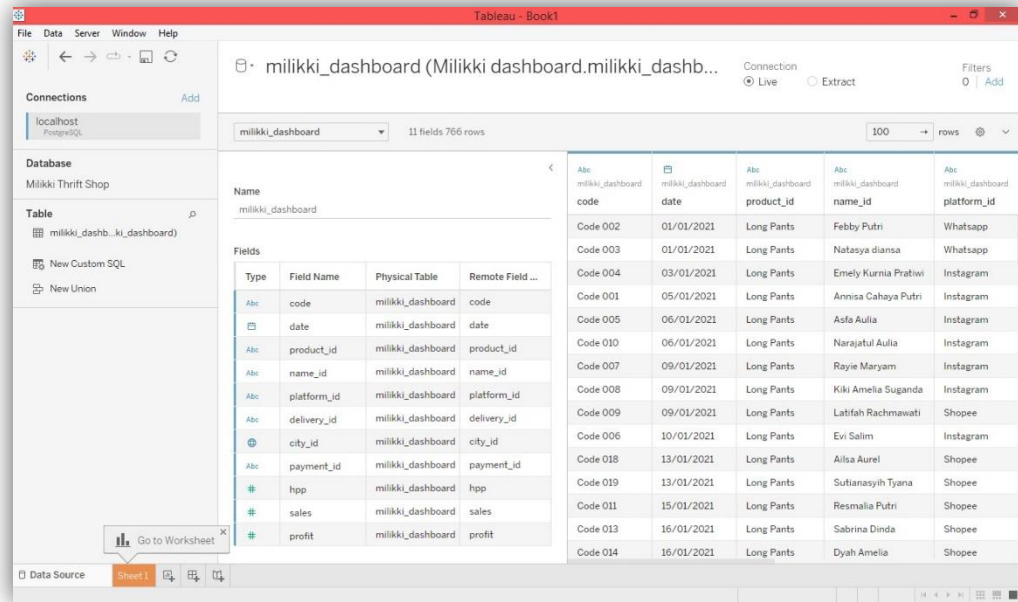 Tableau - Book1
File Data Server Window Help
milikki_dashboard (Milikki dashboard.milikki_dashb...
Connection
Live Extract
Filters
0 Add
Connections Add
localhost
PostgreSQL
Database
Milikki Thrift Shop
Table
milikki_dashb...ki_dashboard)
New Custom SQL
New Union
milikki_dashboard 11 fields 766 rows 100 → rows
Name
milikki_dashboard
Fields
Type Field Name Physical Table Remote Field ...
Abc code milikki_dashboard code
date milikki_dashboard date
Abc product_id milikki_dashboard product_id
Abc name_id milikki_dashboard name_id
Abc platform_id milikki_dashboard platform_id
Abc delivery_id milikki_dashboard delivery_id
city_id milikki_dashboard city_id
Abc payment_id milikki_dashboard payment_id
# hpp milikki_dashboard hpp
# sales milikki_dashboard sales
# profit milikki_dashboard profit
Abc Abc Abc Abc
milikki_dashboard milikki_dashboard milikki_dashboard milikki_dashboard milikki_dashboard
code date product_id name_id platform_id
Code 002 01/01/2021 Long Pants Febby Putri Whatsapp
Code 003 01/01/2021 Long Pants Natasya diansa Whatsapp
Code 004 03/01/2021 Long Pants Emely Kurnia Pratiwi Instagram
Code 001 05/01/2021 Long Pants Annisa Cahaya Putri Instagram
Code 005 06/01/2021 Long Pants Asfa Aulia Instagram
Code 010 06/01/2021 Long Pants Narajatul Aulia Instagram
Code 007 09/01/2021 Long Pants Rayie Maryam Instagram
Code 008 09/01/2021 Long Pants Kiki Amelia Suganda Instagram
Code 009 09/01/2021 Long Pants Latifah Rachmawati Shopee
Code 006 10/01/2021 Long Pants Evi Salim Instagram
Code 018 13/01/2021 Long Pants Ailsa Aurel Shopee
Code 019 13/01/2021 Long Pants Sutianasyih Tyana Shopee
Code 011 15/01/2021 Long Pants Resmalia Putri Shopee
Code 013 16/01/2021 Long Pants Sabrina Dinda Shopee
Code 014 16/01/2021 Long Pants Dyah Amelia Shopee
Go to Worksheet
Data Source Sheet 1